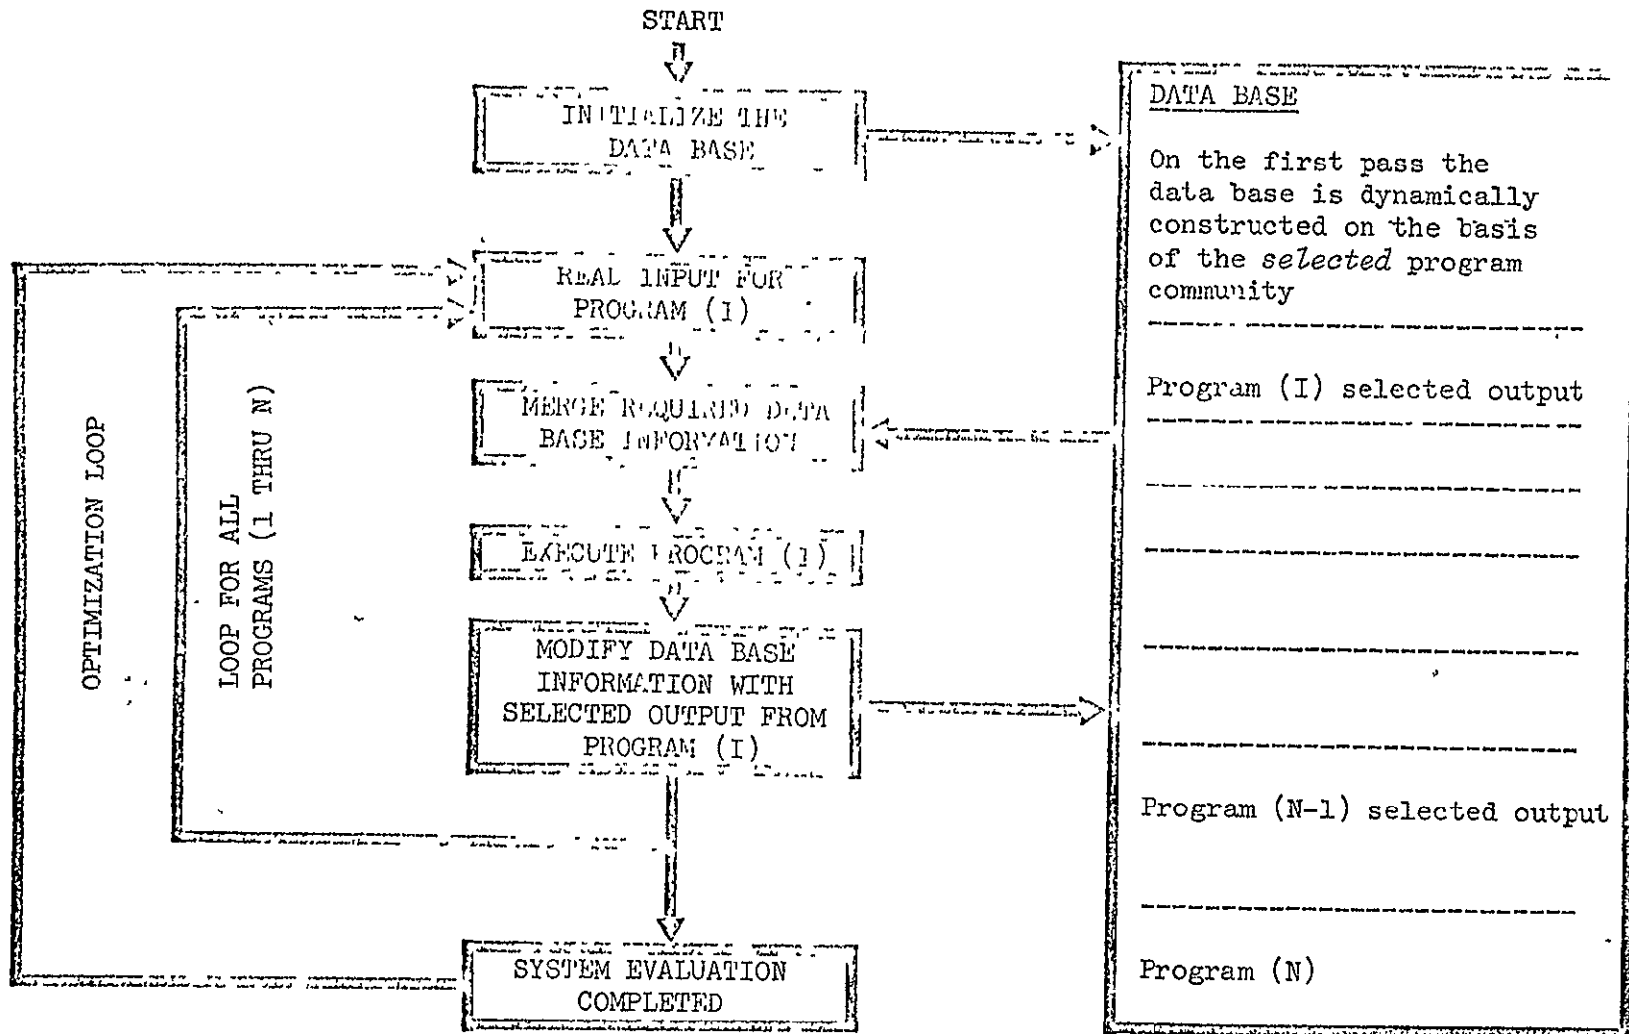 START
INITIALIZE THE
DATA BASE
REAL INPUT FOR
PROGRAM (I)
MERGE REQUIRED DATA
BASE INFORMATION
EXECUTE PROGRAM (I)
MODIFY DATA BASE
INFORMATION WITH
SELECTED OUTPUT FROM
PROGRAM (I)
SYSTEM EVALUATION
COMPLETED
OPTIMIZATION LOOP
LOOP FOR ALL
PROGRAMS (1 THRU N)
DATA BASE
On the first pass the
data base is dynamically
constructed on the basis
of the selected program
community
Program (I) selected output
Program (N-1) selected output
Program (N)